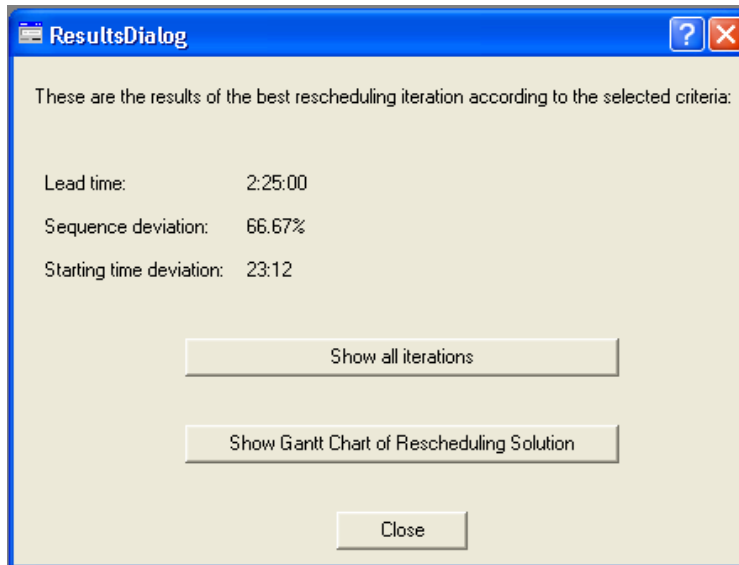 ResultsDialog
?
These are the results of the best rescheduling iteration according to the selected criteria:
Lead time: 2:25:00
Sequence deviation: 66.67%
Starting time deviation: 23:12
Show all iterations
Show Gantt Chart of Rescheduling Solution
Close